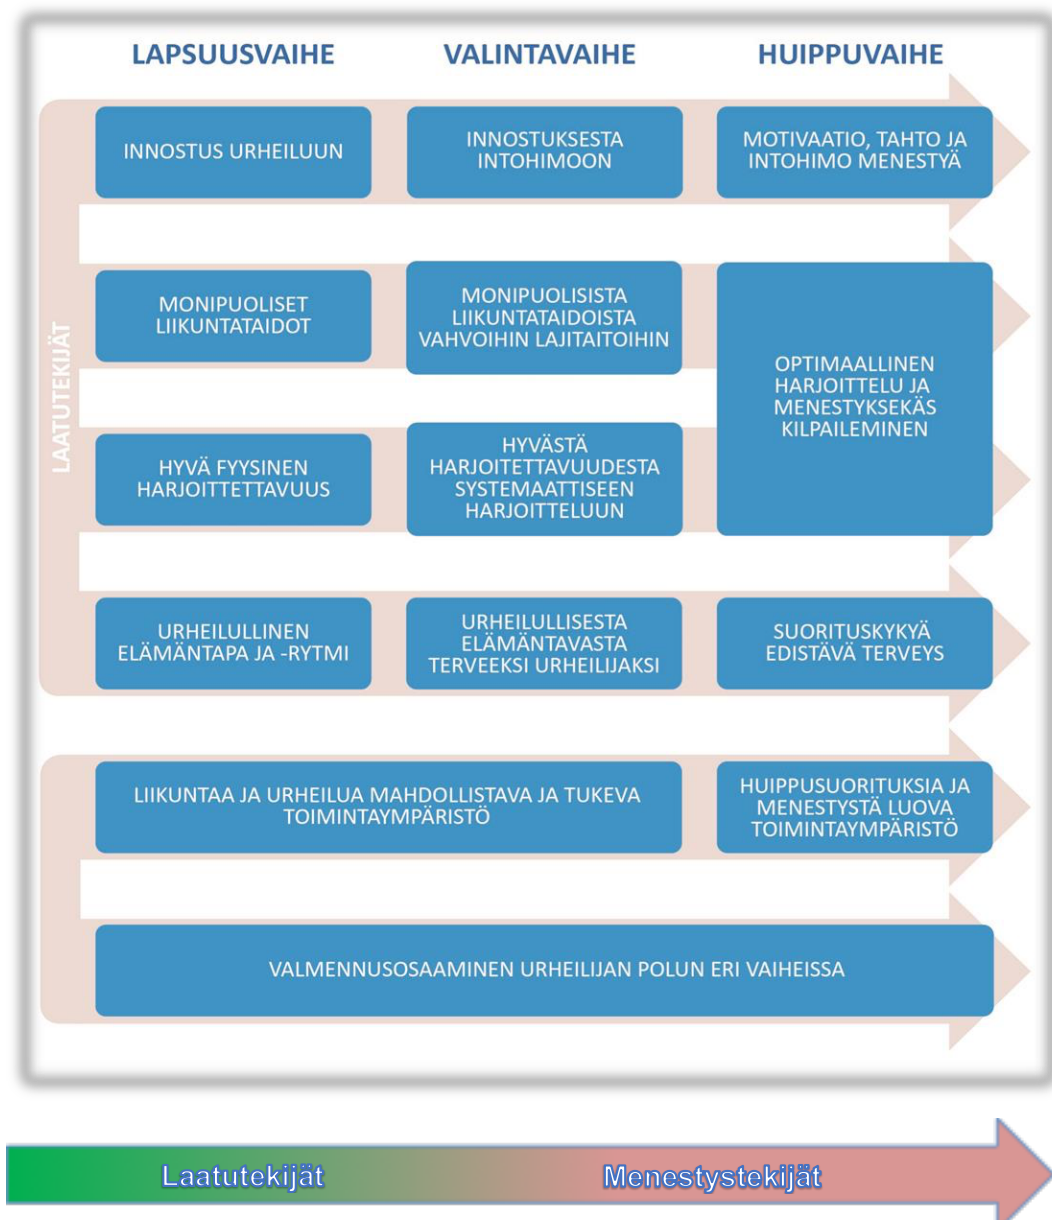 LAPSUUSVAIHE
VALINTAVAIHE
HUIPPUVAIHE
LAATUTEKIJÄT
INNOSTUS URHEILUUN
INNOSTUKSESTA
INTOHIMOON
MOTIVAATIO, TAHTO JA
INTOHIMO MENESTYÄ
MONIPUOLISET
LIIKUNTATAIDOT
MONIPUOLISISTA
LIIKUNTATAIDOISTA
VAHVOIHIN LAJITAITOIHIN
OPTIMAALLINEN
HARJOITTELU JA
MENESTYKSEKÄS
KILPAILEMINEN
HYVÄ FYYSINEN
HARJOITTETTAVUUS
HYVÄSTÄ
HARJOITETTAVUUDESTA
SYSTEMAATTISEEN
HARJOITTELUUN
URHEILULLINEN
ELÄMÄNTAPA JA -RYTMI
URHEILULLISESTA
ELÄMÄNTAVASTA
TERVEEKSI URHEILIJAKSI
SUORITUSKYKYÄ
EDISTÄVÄ TERVEYS
LIIKUNTAA JA URHEILUA MAHDOLLISTAVA JA TUKEVA
TOIMINTAYMPÄRISTÖ
HUIPPUSUORITUKSIA JA
MENESTYSTÄ LUOVA
TOIMINTAYMPÄRISTÖ
VALMENNUSOSAAMINEN URHEILIJAN POLUN ERI VAIHEISSA
Laatutekijät
Menestystekijät